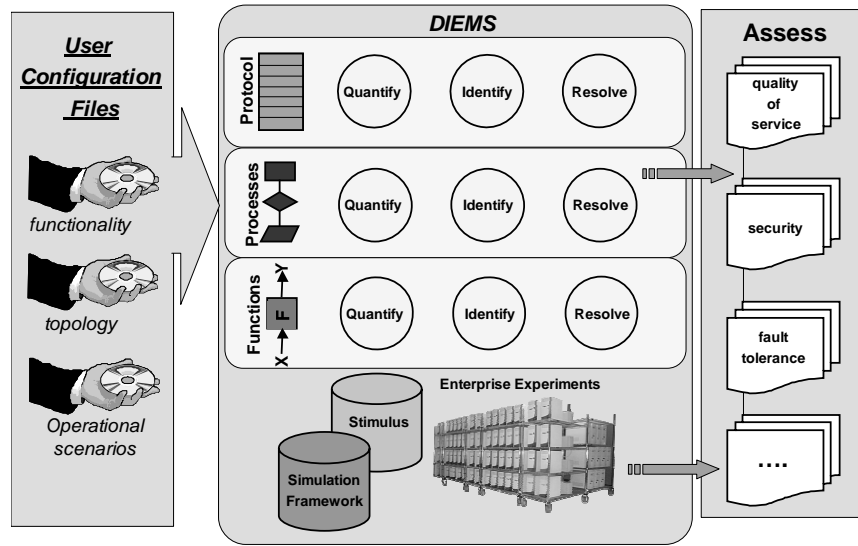 User
Configuration
Files
functionality
topology
Operational
scenarios
DIEMS
Protocol
Quantify
Identify
Resolve
Processes
Quantify
Identify
Resolve
Functions
X
F
Y
Quantify
Identify
Resolve
Stimulus
Simulation
Framework
Enterprise Experiments
Assess
quality
of
service
security
fault
tolerance
....